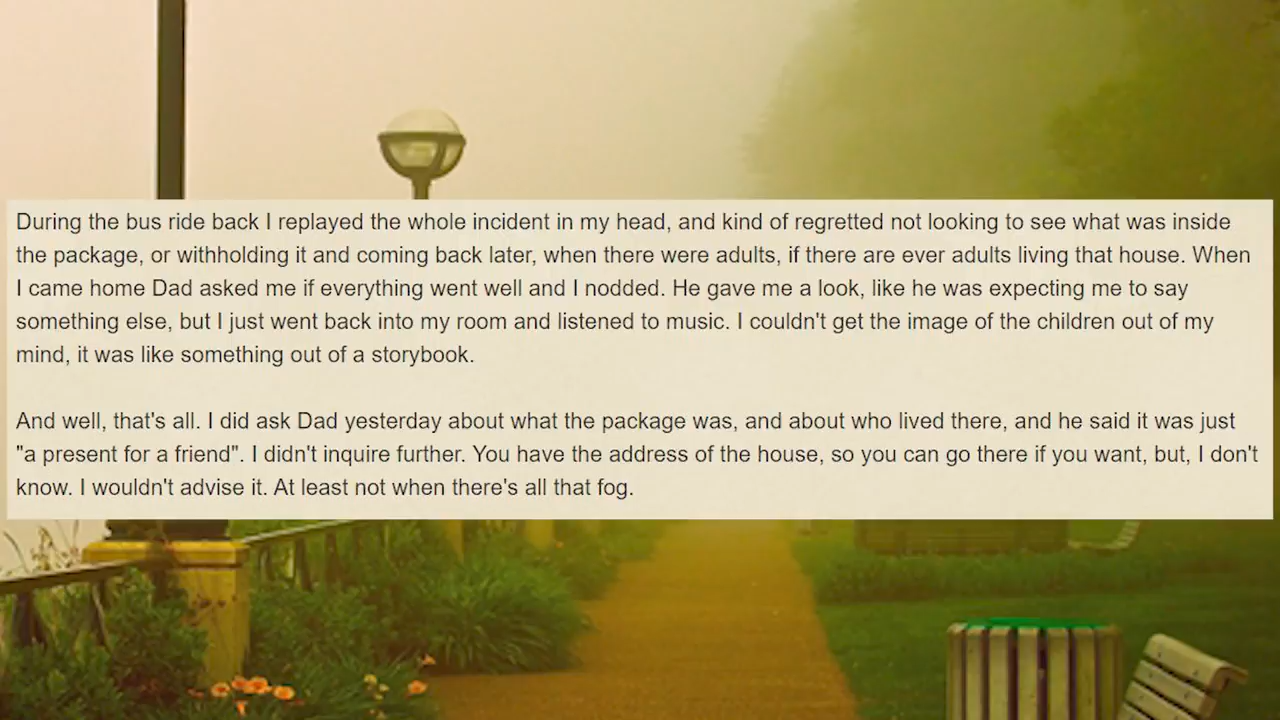 During the bus ride back I replayed the whole incident in my head, and kind of regretted not looking to see what was inside
the package, or withholding it and coming back later, when there were adults, if there are ever adults living that house. When
I came home Dad asked me if everything went well and I nodded. He gave me a look, like he was expecting me to say
something else, but I just went back into my room and listened to music. I couldn't get the image of the children out of my
mind, it was like something out of a storybook.
And well, that's all. I did ask Dad yesterday about what the package was, and about who lived there, and he said it was just
"a present for a friend". I didn't inquire further. You have the address of the house, so you can go there if you want, but, I don't
know. I wouldn't advise it. At least not when there's all that fog.